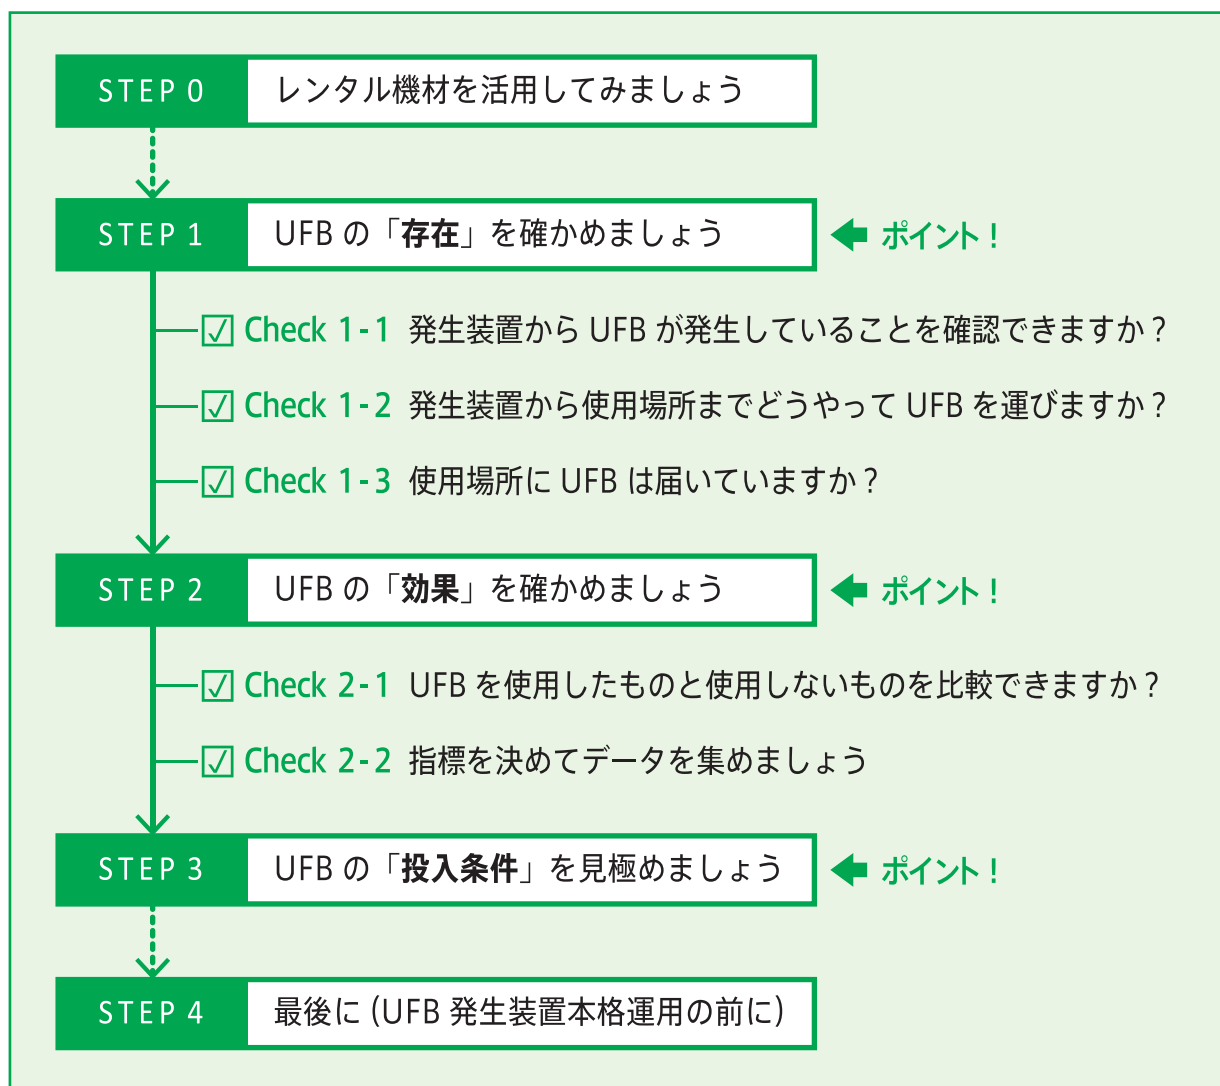 STEP 0 レンタル機材を活用してみましょう
STEP 1 UFB の「存在」を確かめましょう ポイント!
Check 1-1 発生装置から UFB が発生していることを確認できますか?
Check 1-2 発生装置から使用場所までどうやって UFB を運びますか?
Check 1-3 使用場所に UFB は届いていますか?
STEP 2 UFB の「効果」を確かめましょう ポイント!
Check 2-1 UFB を使用したものと使用しないものを比較できますか?
Check 2-2 指標を決めてデータを集めましょう
STEP 3 UFB の「投入条件」を見極めましょう ポイント!
STEP 4 最後に (UFB 発生装置本格運用の前に)